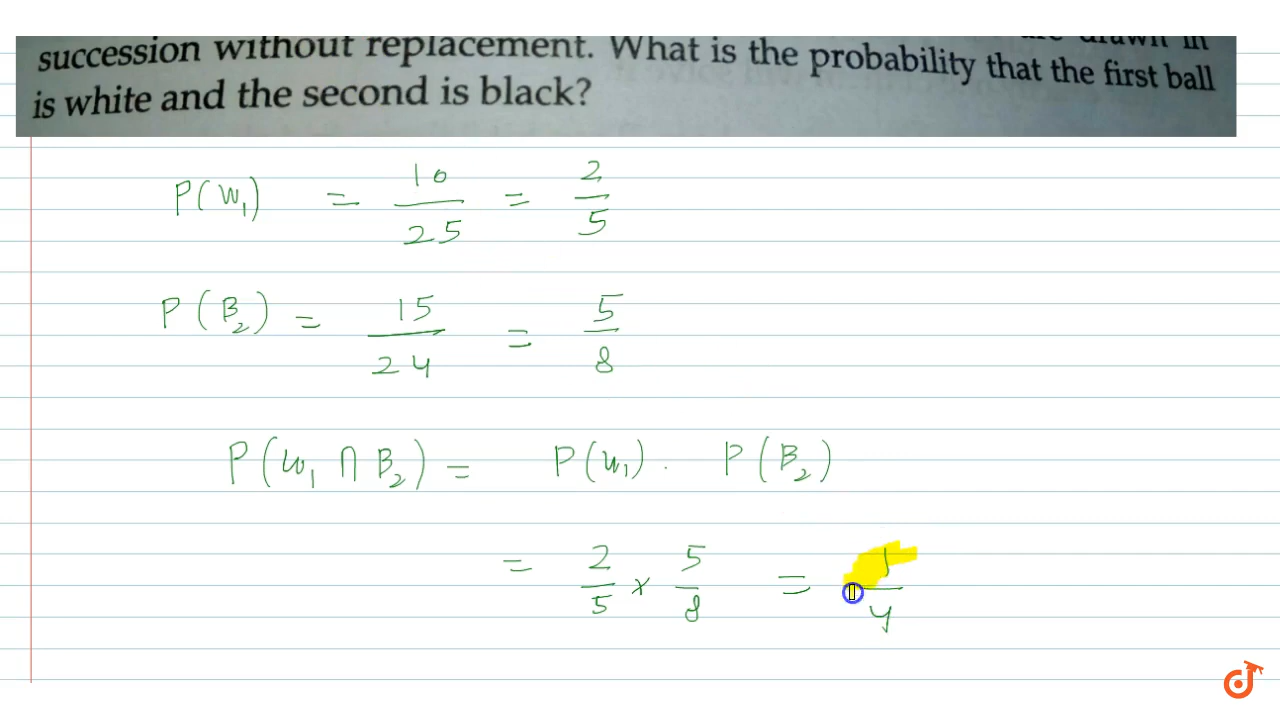 drawn in
succession without replacement. What is the probability that the first ball
is white and the second is black?
P(W₁) = 10/25 = 2/5
P(B₂) = 15/24 = 5/8
P(W₁ ∩ B₂) = P(W₁) . P(B₂)
= 2/5 × 5/8 = 1/4